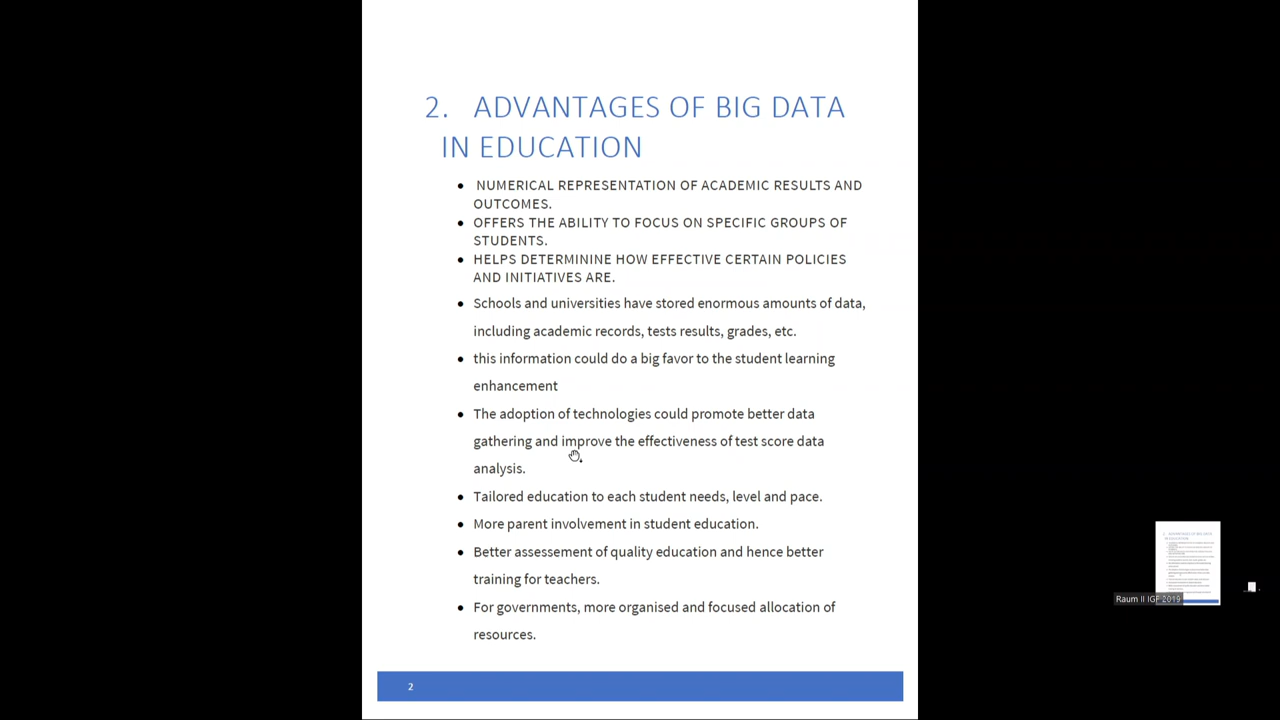 2. ADVANTAGES OF BIG DATA
IN EDUCATION
• NUMERICAL REPRESENTATION OF ACADEMIC RESULTS AND
OUTCOMES.
• OFFERS THE ABILITY TO FOCUS ON SPECIFIC GROUPS OF
STUDENTS.
• HELPS DETERMININE HOW EFFECTIVE CERTAIN POLICIES
AND INITIATIVES ARE.
• Schools and universities have stored enormous amounts of data,
including academic records, tests results, grades, etc.
• this information could do a big favor to the student learning
enhancement
• The adoption of technologies could promote better data
gathering and improve the effectiveness of test score data
analysis.
• Tailored education to each student needs, level and pace.
• More parent involvement in student education.
• Better assessement of quality education and hence better
training for teachers.
• For governments, more organised and focused allocation of
resources.
2
Raum II IGF 2019